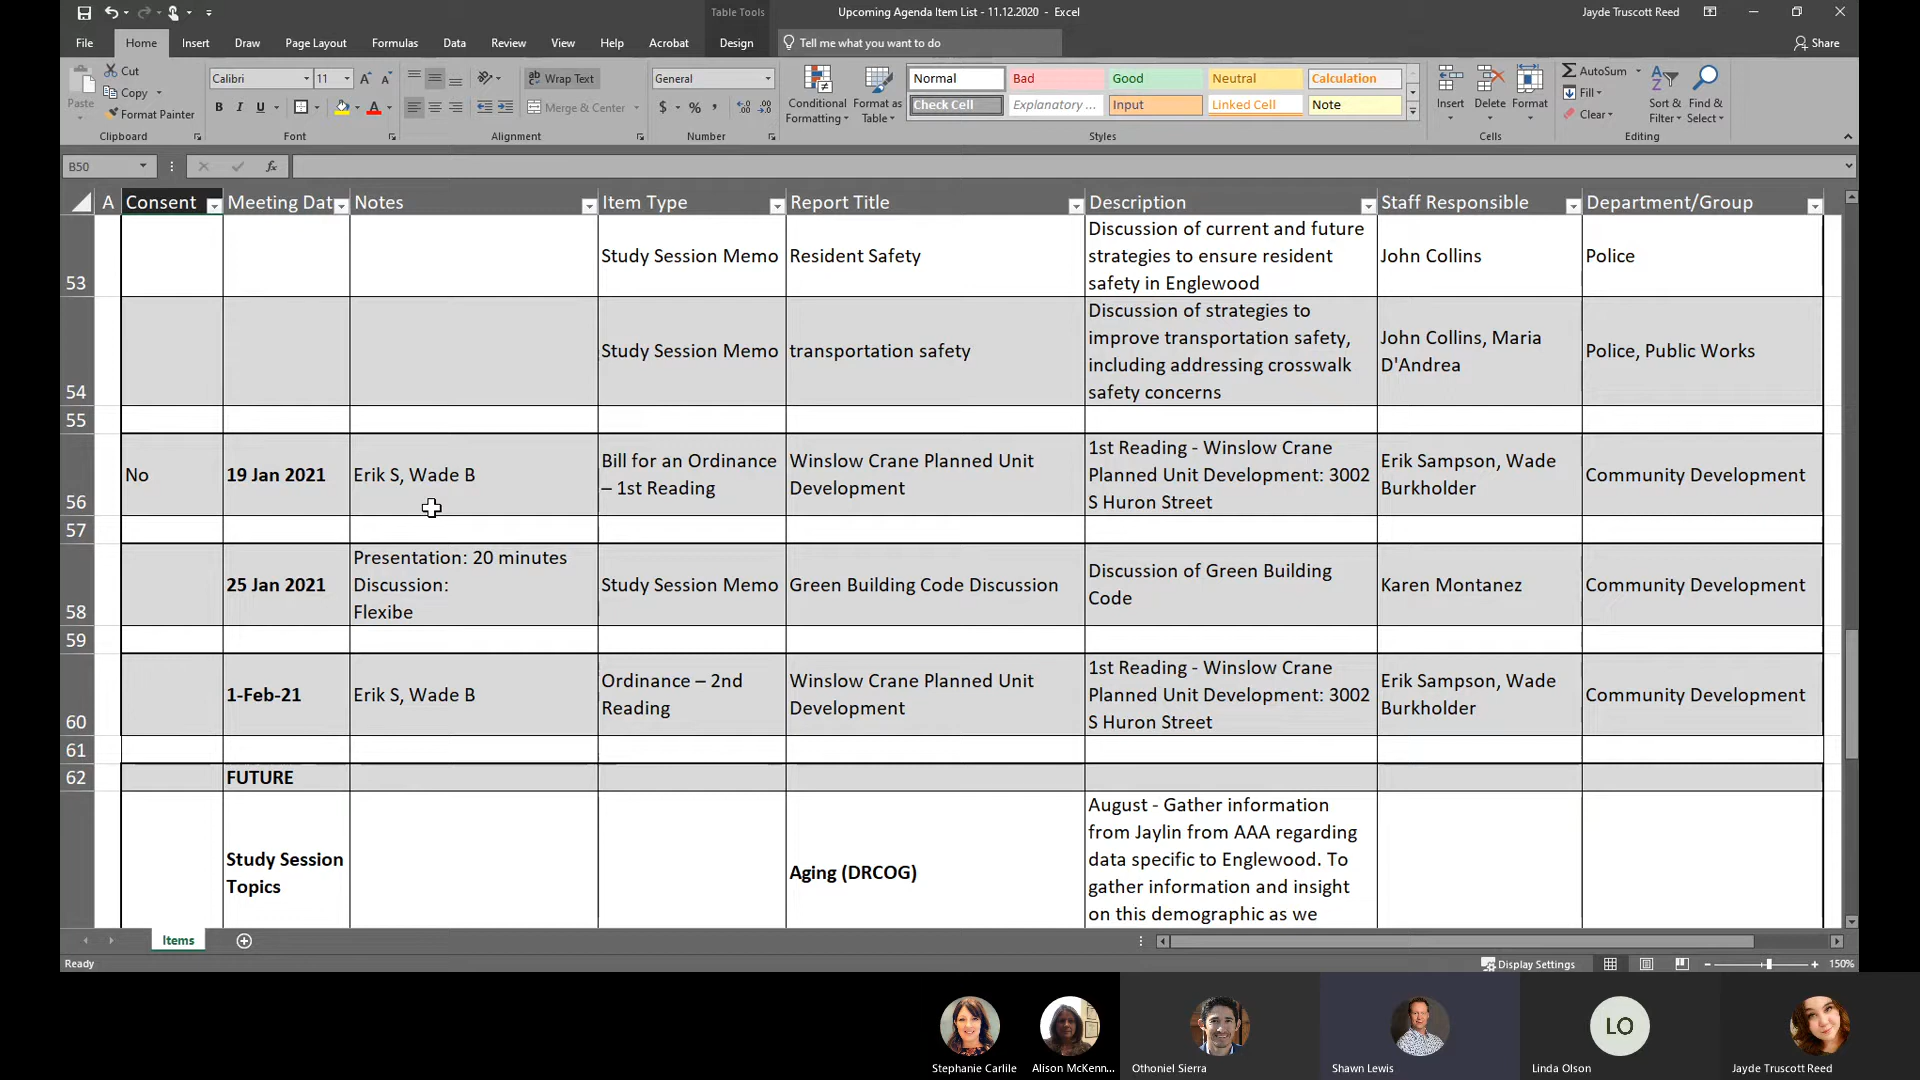 Table Tools
Upcoming Agenda Item List - 11.12.2020 - Excel
Jayde Truscott Reed
File Home Insert Draw Page Layout Formulas Data Review View Help Acrobat Design Tell me what you want to do Share
Paste
Cut
Copy
Format Painter
Clipboard
Calibri 11
B I U
Font
Wrap Text
Merge & Center
Alignment
General
$ % ,
Number
Conditional
Formatting
Format as
Table
Normal Bad Good Neutral Calculation
Check Cell Explanatory ... Input Linked Cell Note
Styles
Insert Delete Format
Cells
AutoSum
Fill
Clear
Sort &
Filter
Find &
Select
Editing
B50 fx
A Consent Meeting Dat Notes Item Type Report Title Description Staff Responsible Department/Group
53
Study Session Memo
Resident Safety
Discussion of current and future
strategies to ensure resident
safety in Englewood
John Collins
Police
54
Study Session Memo
transportation safety
Discussion of strategies to
improve transportation safety,
including addressing crosswalk
safety concerns
John Collins, Maria
D'Andrea
Police, Public Works
55
56
No
19 Jan 2021
Erik S, Wade B
Bill for an Ordinance
– 1st Reading
Winslow Crane Planned Unit
Development
1st Reading - Winslow Crane
Planned Unit Development: 3002
S Huron Street
Erik Sampson, Wade
Burkholder
Community Development
57
58
25 Jan 2021
Presentation: 20 minutes
Discussion:
Flexibe
Study Session Memo
Green Building Code Discussion
Discussion of Green Building
Code
Karen Montanez
Community Development
59
60
1-Feb-21
Erik S, Wade B
Ordinance – 2nd
Reading
Winslow Crane Planned Unit
Development
1st Reading - Winslow Crane
Planned Unit Development: 3002
S Huron Street
Erik Sampson, Wade
Burkholder
Community Development
61
62
FUTURE
Study Session
Topics
Aging (DRCOG)
August - Gather information
from Jaylin from AAA regarding
data specific to Englewood. To
gather information and insight
on this demographic as we
Items
Ready
Display Settings
150%
LO
Stephanie Carlile
Alison McKenn...
Othoniel Sierra
Shawn Lewis
Linda Olson
Jayde Truscott Reed